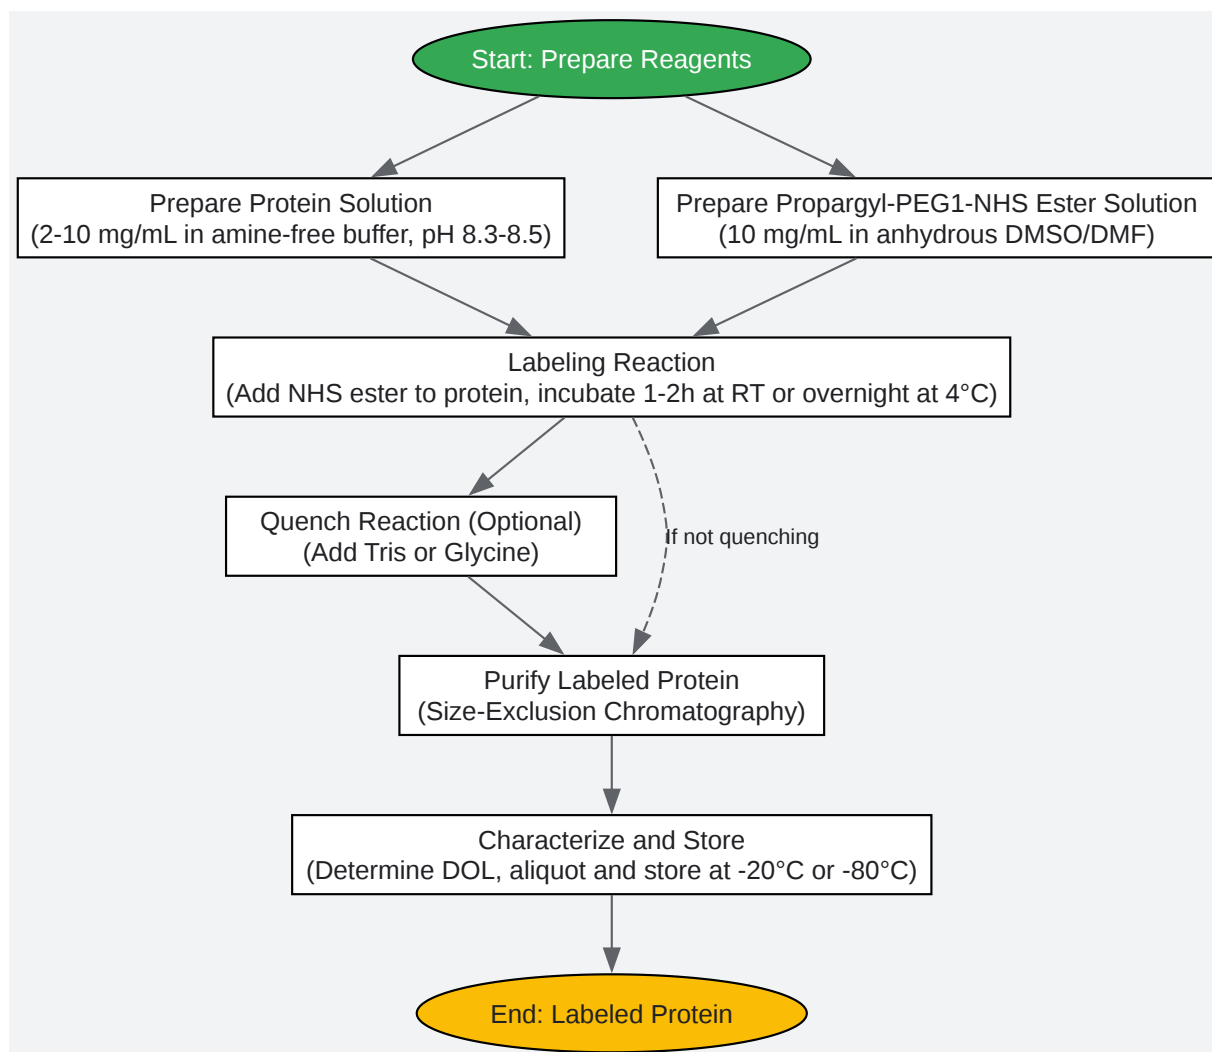 Start: Prepare Reagents
Prepare Protein Solution
(2-10 mg/mL in amine-free buffer, pH 8.3-8.5)
Prepare Propargyl-PEG1-NHS Ester Solution
(10 mg/mL in anhydrous DMSO/DMF)
Labeling Reaction
(Add NHS ester to protein, incubate 1-2h at RT or overnight at 4°C)
Quench Reaction (Optional)
(Add Tris or Glycine)
If not quenching
Purify Labeled Protein
(Size-Exclusion Chromatography)
Characterize and Store
(Determine DOL, aliquot and store at -20°C or -80°C)
End: Labeled Protein